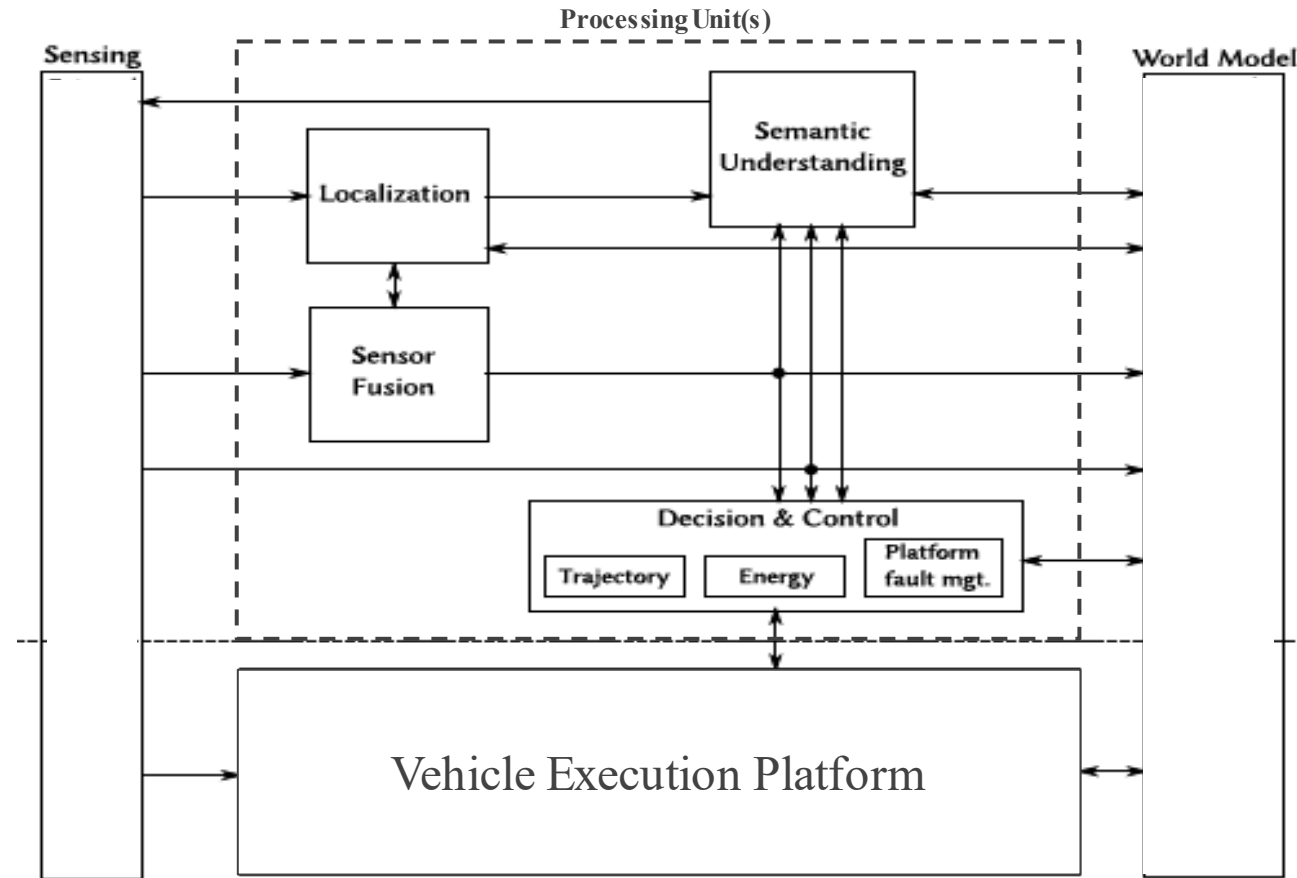 Processing Unit(s)
Sensing
World Model
Semantic
Understanding
Localization
Sensor
Fusion
Decision & Control
Trajectory
Energy
Platform
fault mgt.
Vehicle Execution Platform